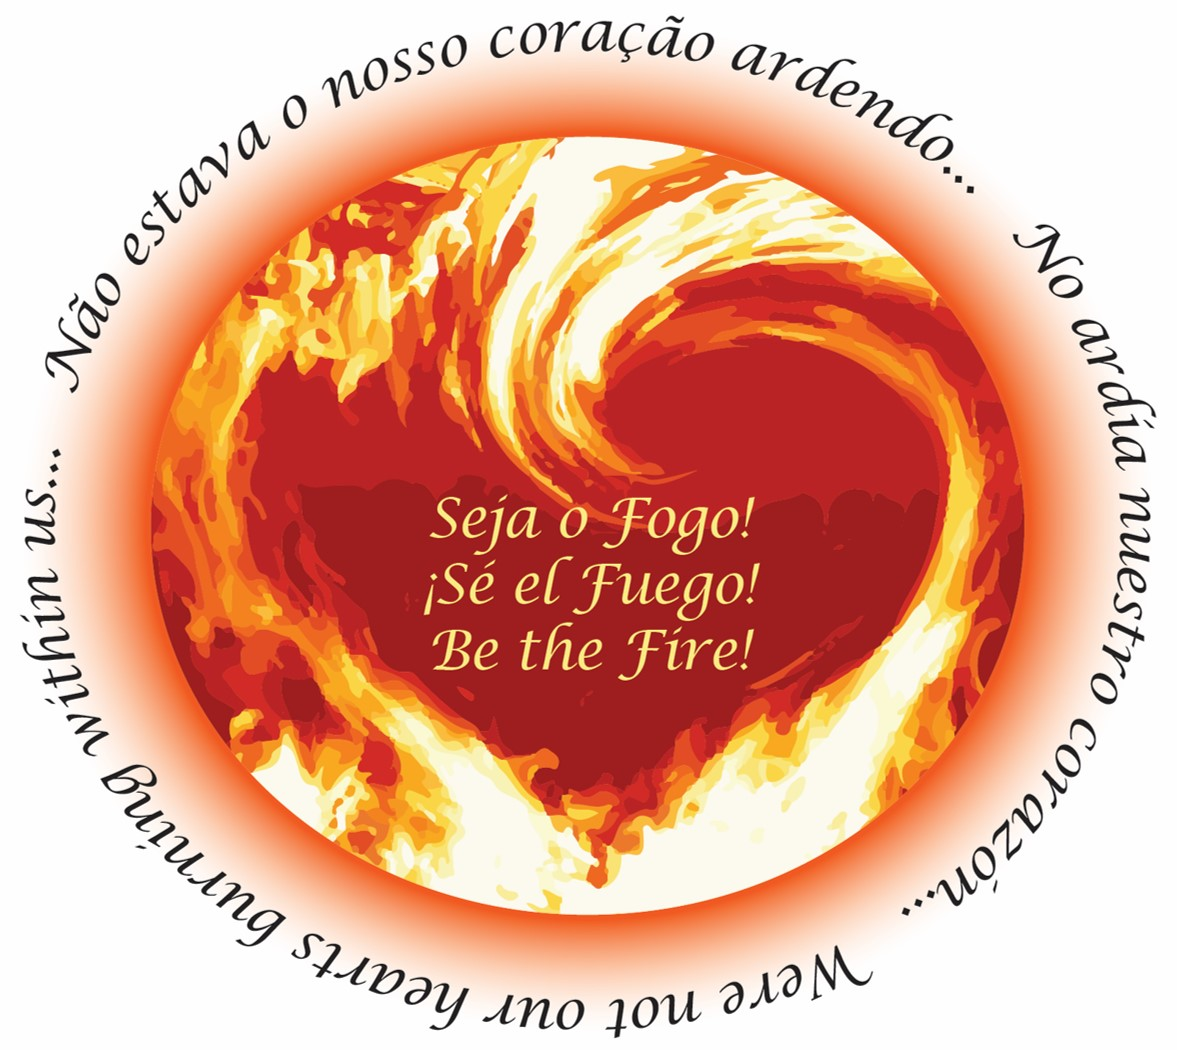 Não estava o nosso coração ardendo...
No ardía nuestro corazón...
Were not our hearts burning within us...
Seja o Fogo!
¡Sé el Fuego!
Be the Fire!